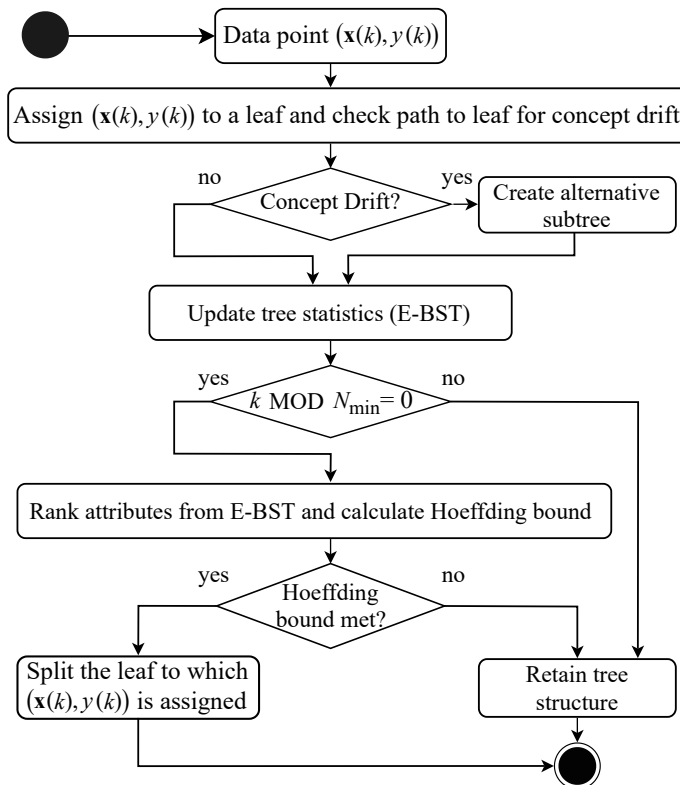 Data point (x(k), y(k))
Assign (x(k), y(k)) to a leaf and check path to leaf for concept drift
no
yes
Concept Drift?
Create alternative
subtree
Update tree statistics (E-BST)
yes
no
k MOD N_min = 0
Rank attributes from E-BST and calculate Hoeffding bound
yes
no
Hoeffding
bound met?
Split the leaf to which
(x(k), y(k)) is assigned
Retain tree
structure